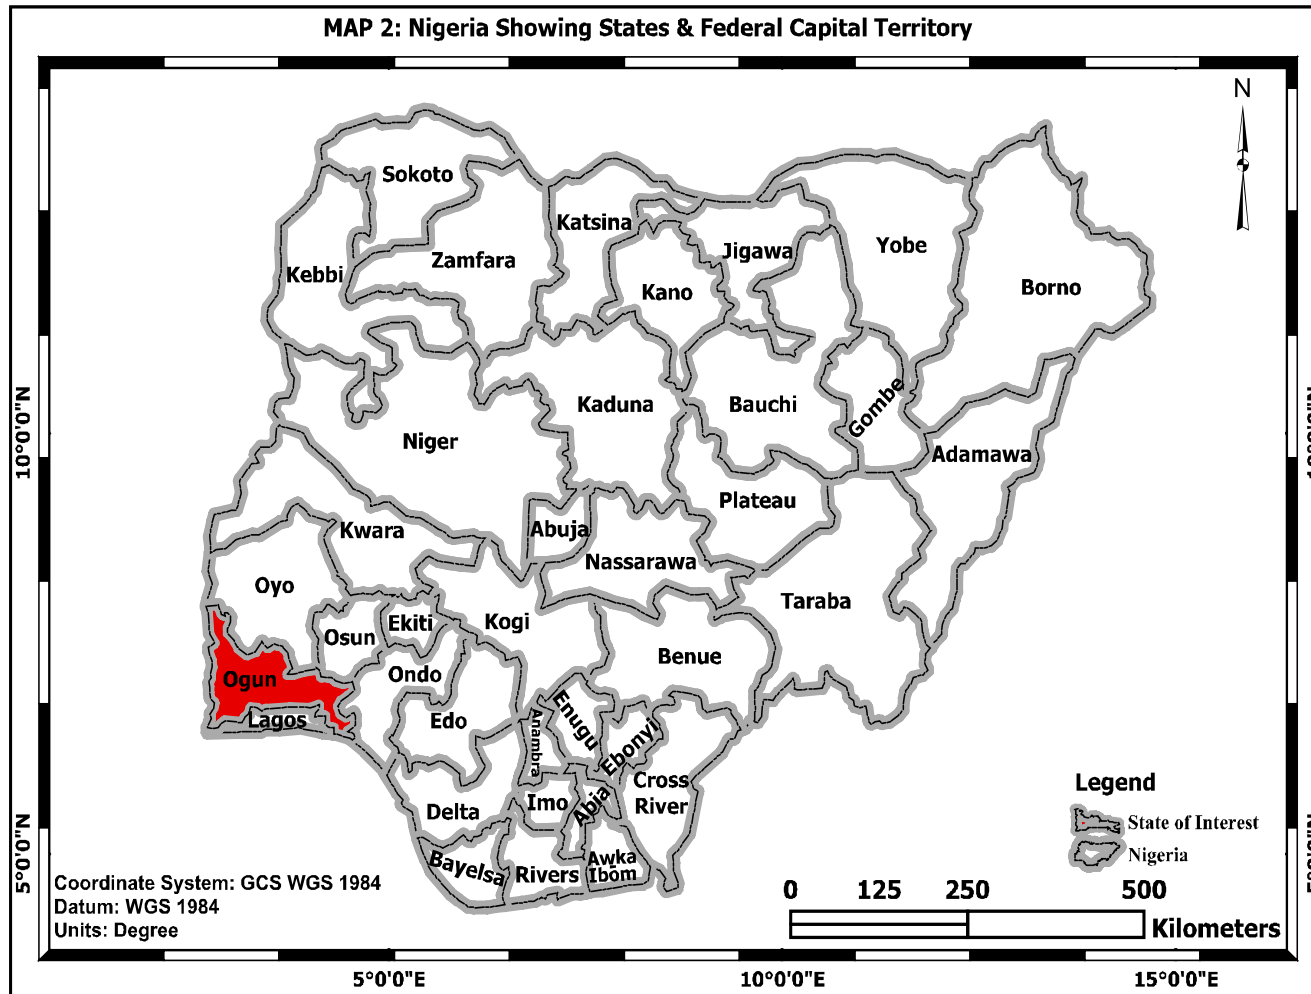 MAP 2: Nigeria Showing States & Federal Capital Territory
N
Sokoto
Katsina
Zamfara
Kebbi
Jigawa
Yobe
Kano
Borno
Kaduna
Bauchi
Gombe
Niger
Adamawa
10°0'0"N
Plateau
Kwara
Abuja
Nassarawa
Oyo
Taraba
Osun
Ekiti
Kogi
Benue
Ogun
Ondo
Lagos
Edo
Anambra
Enugu
Ebonyi
Cross
River
Delta
Imo
Abia
Bayelsa
Rivers
Awka
Ibom
Legend
State of Interest
Nigeria
5°0'0"N
Coordinate System: GCS WGS 1984
Datum: WGS 1984
Units: Degree
0 125 250 500
Kilometers
5°0'0"E 10°0'0"E 15°0'0"E